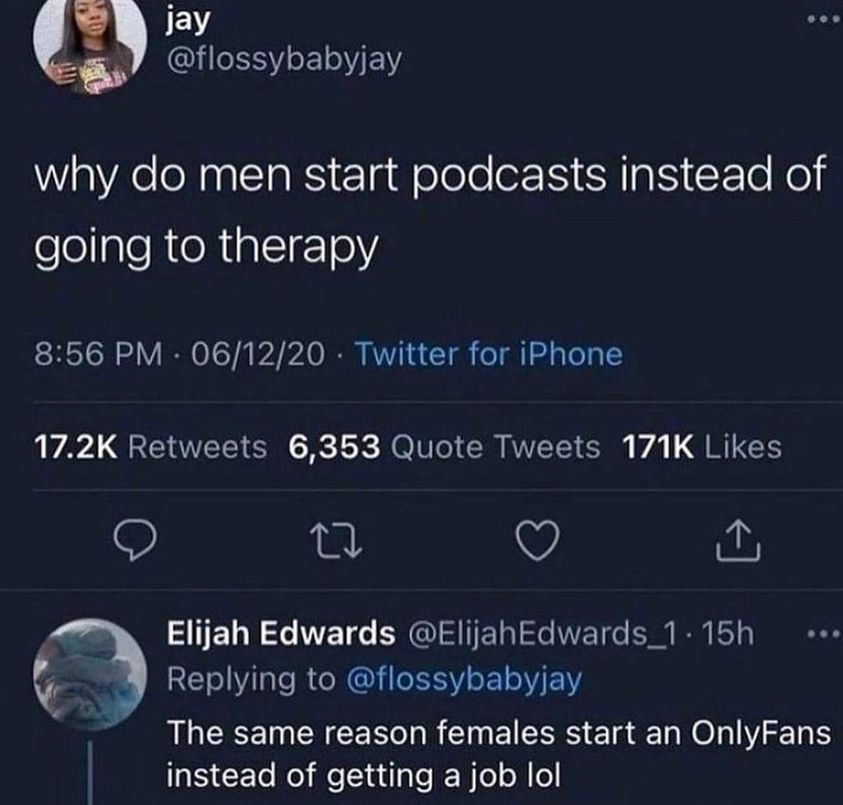 jay
@flossybabyjay
why do men start podcasts instead of
going to therapy
8:56 PM · 06/12/20 · Twitter for iPhone
17.2K Retweets 6,353 Quote Tweets 171K Likes
Elijah Edwards @ElijahEdwards_1 · 15h
Replying to @flossybabyjay
The same reason females start an OnlyFans
instead of getting a job lol